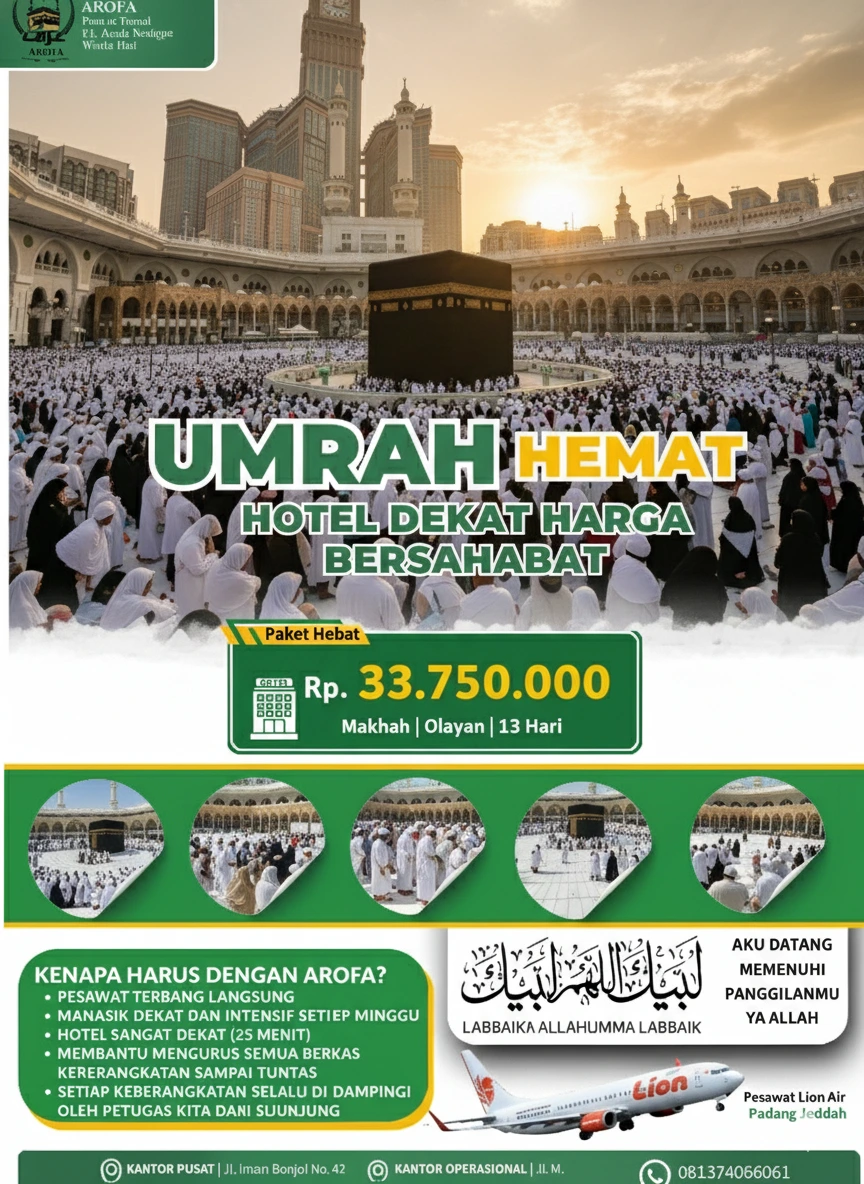 AROFA
AROFA
UMRAH HEMAT
HOTEL DEKAT HARGA
BERSAHABAT
Paket Hebat
Rp. 33.750.000
Makhah | Olayan | 13 Hari
KENAPA HARUS DENGAN AROFA?
• PESAWAT TERBANG LANGSUNG
• MANASIK DEKAT DAN INTENSIF SETIEP MINGGU
• HOTEL SANGAT DEKAT (25 MENIT)
• MEMBANTU MENGURUS SEMUA BERKAS
KERERANGKATAN SAMPAI TUNTAS
• SETIAP KEBERANGKATAN SELALU DI DAMPINGI
OLEH PETUGAS KITA DANI SUUNJUNG
لبيك اللهم لبيك
LABBAIKA ALLAHUMMA LABBAIK
AKU DATANG
MEMENUHI
PANGGILANMU
YA ALLAH
Lion
Pesawat Lion Air
Padang Jeddah
KANTOR PUSAT | Jl. Iman Bonjol No. 42
KANTOR OPERASIONAL | Jl. M.
081374066061